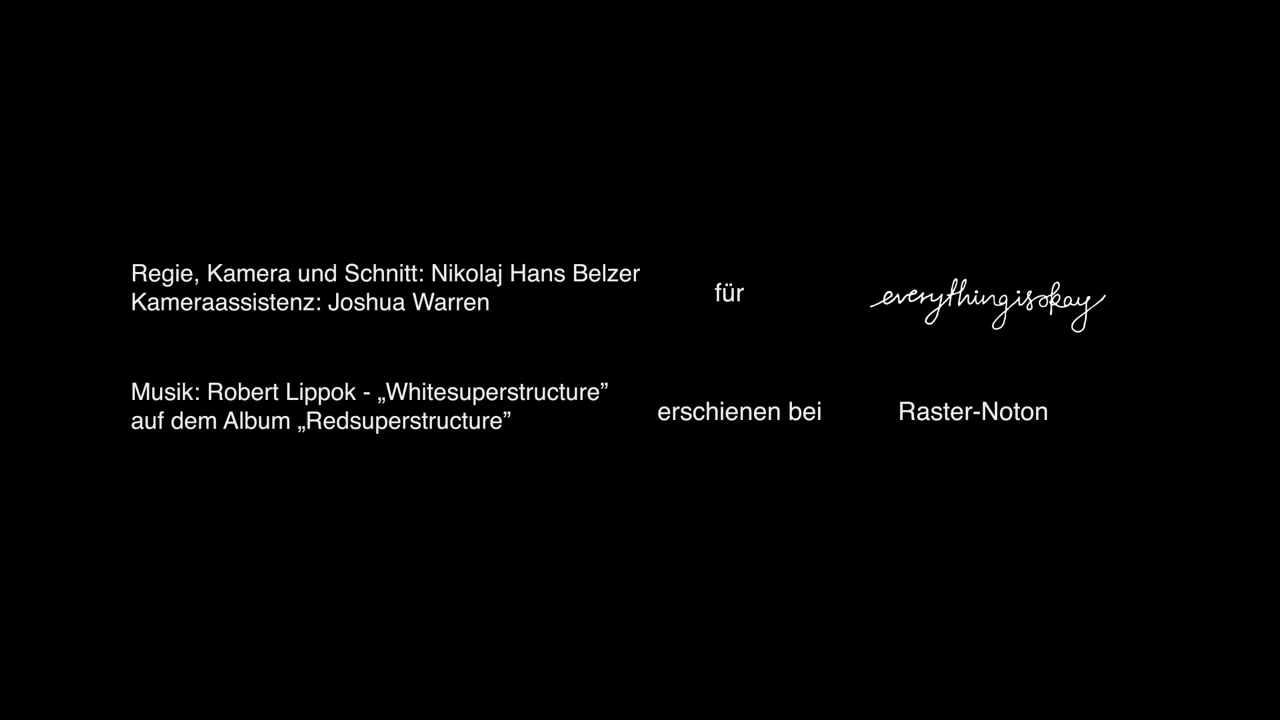 Regie, Kamera und Schnitt: Nikolaj Hans Belzer
Kameraassistenz: Joshua Warren
für
everythingisokay
Musik: Robert Lippok - „Whitesuperstructure”
auf dem Album „Redsuperstructure”
erschienen bei
Raster-Noton